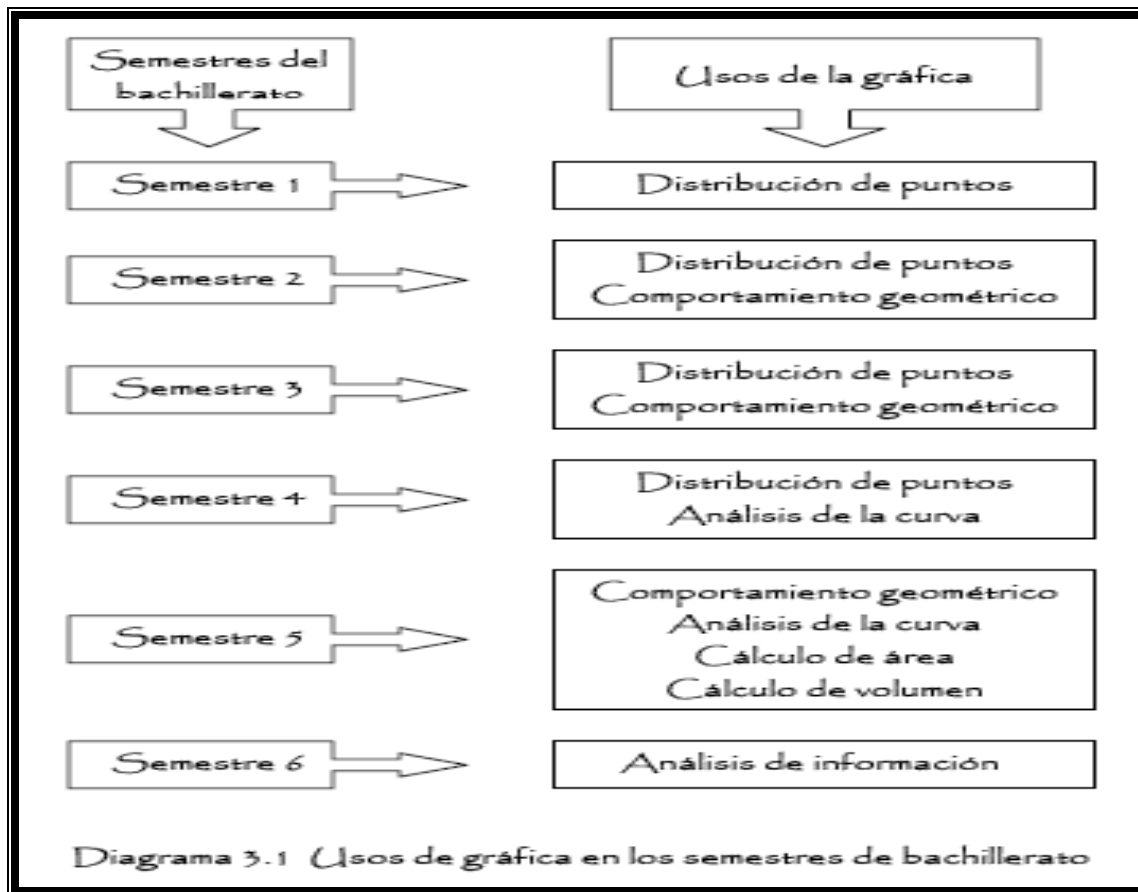 Semestres del
bachillerato
Usos de la gráfica
Semestre 1
Distribución de puntos
Semestre 2
Distribución de puntos
Comportamiento geométrico
Semestre 3
Distribución de puntos
Comportamiento geométrico
Semestre 4
Distribución de puntos
Análisis de la curva
Semestre 5
Comportamiento geométrico
Análisis de la curva
Cálculo de área
Cálculo de volumen
Semestre 6
Análisis de información
Diagrama 3.1 Usos de gráfica en los semestres de bachillerato